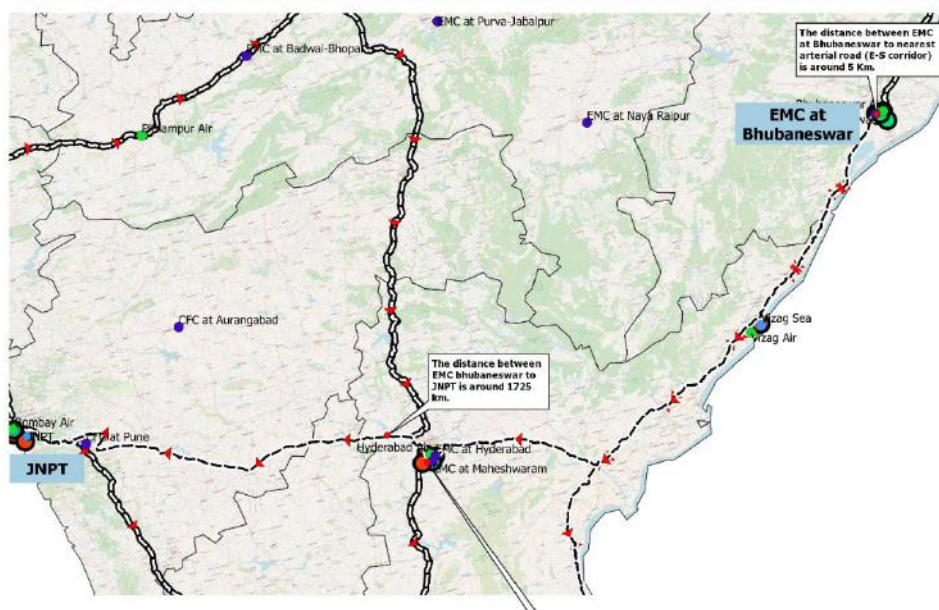 EMC at Purva-Jabalpur
The distance between EMC
at Bhubaneswar to nearest
arterial road (E-S corridor)
is around 5 Km.
EMC at Badwai-Bhopal
EMC at Naya Raipur
EMC at
Bhubaneswar
Vizag Sea
Vizag Air
CFC at Aurangabad
The distance between
EMC bhubaneswar to
JNPT is around 1725
km.
Bombay Air
JNPT
at Pune
Hyderabad
EMC at Hyderabad
EMC at Maheshwaram
JNPT